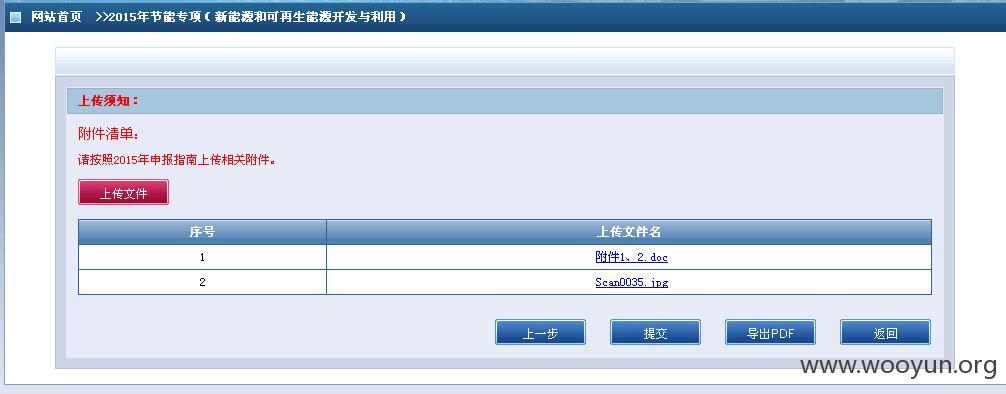 网站首页 >>2015年节能专项（新能源和可再生能源开发与利用）
上传须知：
附件清单：
请按照2015年申报指南上传相关附件。
上传文件
序号 上传文件名
1 附件1、2.doc
2 Scan0035.jpg
上一步 提交 导出PDF 返回
www.wooyun.org